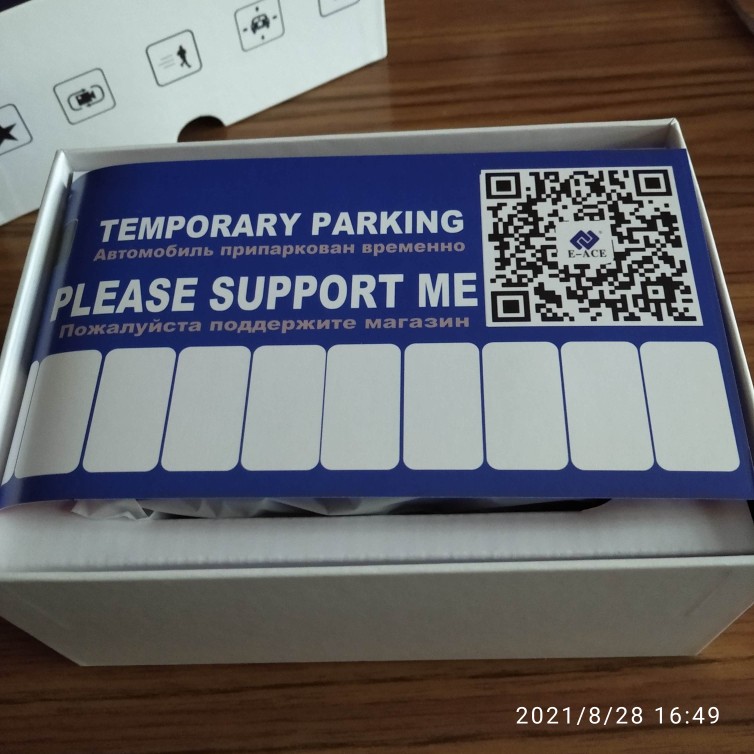 TEMPORARY PARKING
Автомобиль припаркован временно
PLEASE SUPPORT ME
Пожалуйста поддержите магазин
E-ACE
2021/8/28 16:49